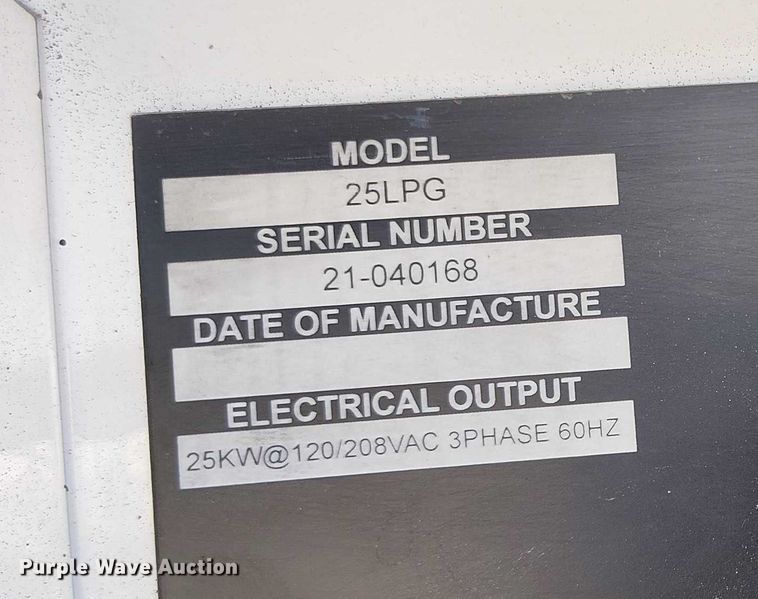 MODEL
25LPG
SERIAL NUMBER
21-040168
DATE OF MANUFACTURE
ELECTRICAL OUTPUT
25KW@120/208VAC 3PHASE 60HZ
Purple Wave Auction